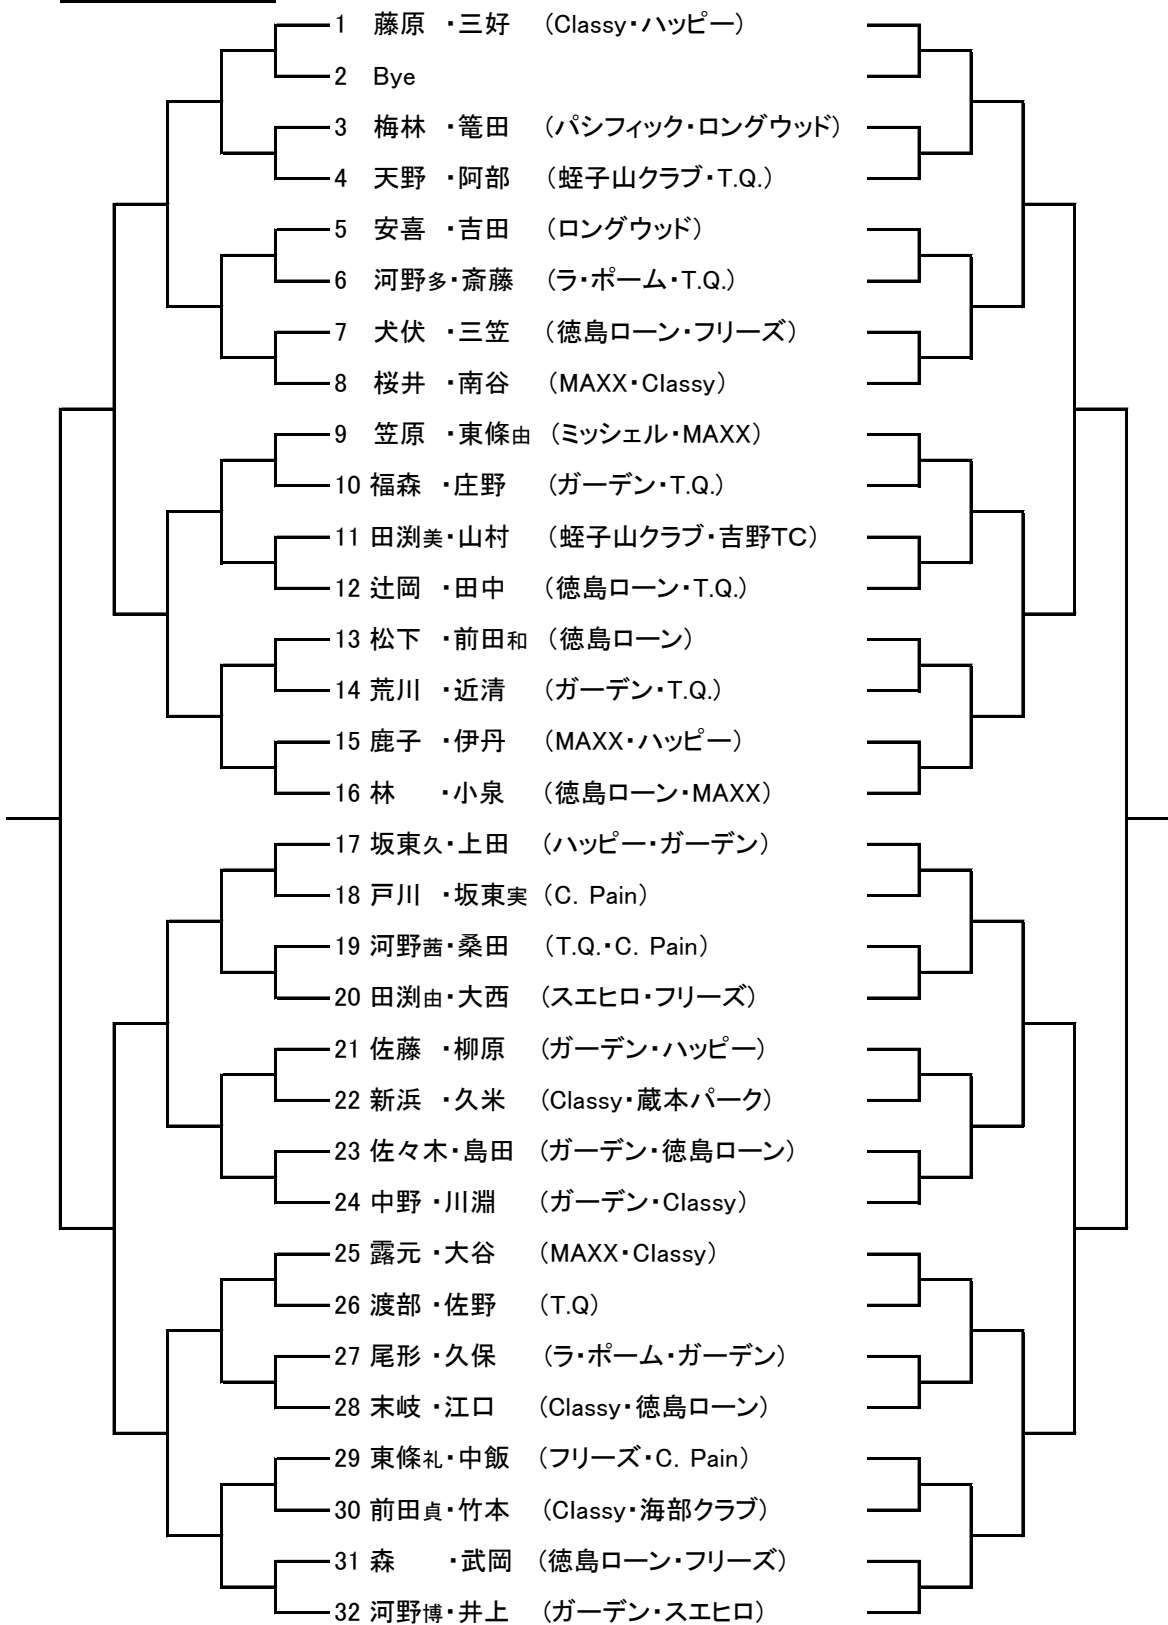 1 藤原 ・三好 （Classy・ハッピー）
2 Bye
3 梅林 ・篭田 （パシフィック・ロングウッド）
4 天野 ・阿部 （蛭子山クラブ・T.Q.）
5 安喜 ・吉田 （ロングウッド）
6 河野多・斎藤 （ラ・ポーム・T.Q.）
7 犬伏 ・三笠 （徳島ローン・フリーズ）
8 桜井 ・南谷 （MAXX・Classy）
9 笠原 ・東條由 （ミッシェル・MAXX）
10 福森 ・庄野 （ガーデン・T.Q.）
11 田渕美・山村 （蛭子山クラブ・吉野TC）
12 辻岡 ・田中 （徳島ローン・T.Q.）
13 松下 ・前田和 （徳島ローン）
14 荒川 ・近清 （ガーデン・T.Q.）
15 鹿子 ・伊丹 （MAXX・ハッピー）
16 林 ・小泉 （徳島ローン・MAXX）
17 坂東久・上田 （ハッピー・ガーデン）
18 戸川 ・坂東実 （C. Pain）
19 河野茜・桑田 （T.Q.・C. Pain）
20 田渕由・大西 （スエヒロ・フリーズ）
21 佐藤 ・柳原 （ガーデン・ハッピー）
22 新浜 ・久米 （Classy・蔵本パーク）
23 佐々木・島田 （ガーデン・徳島ローン）
24 中野 ・川淵 （ガーデン・Classy）
25 露元 ・大谷 （MAXX・Classy）
26 渡部 ・佐野 （T.Q）
27 尾形 ・久保 （ラ・ポーム・ガーデン）
28 末岐 ・江口 （Classy・徳島ローン）
29 東條礼・中飯 （フリーズ・C. Pain）
30 前田貞・竹本 （Classy・海部クラブ）
31 森 ・武岡 （徳島ローン・フリーズ）
32 河野博・井上 （ガーデン・スエヒロ）